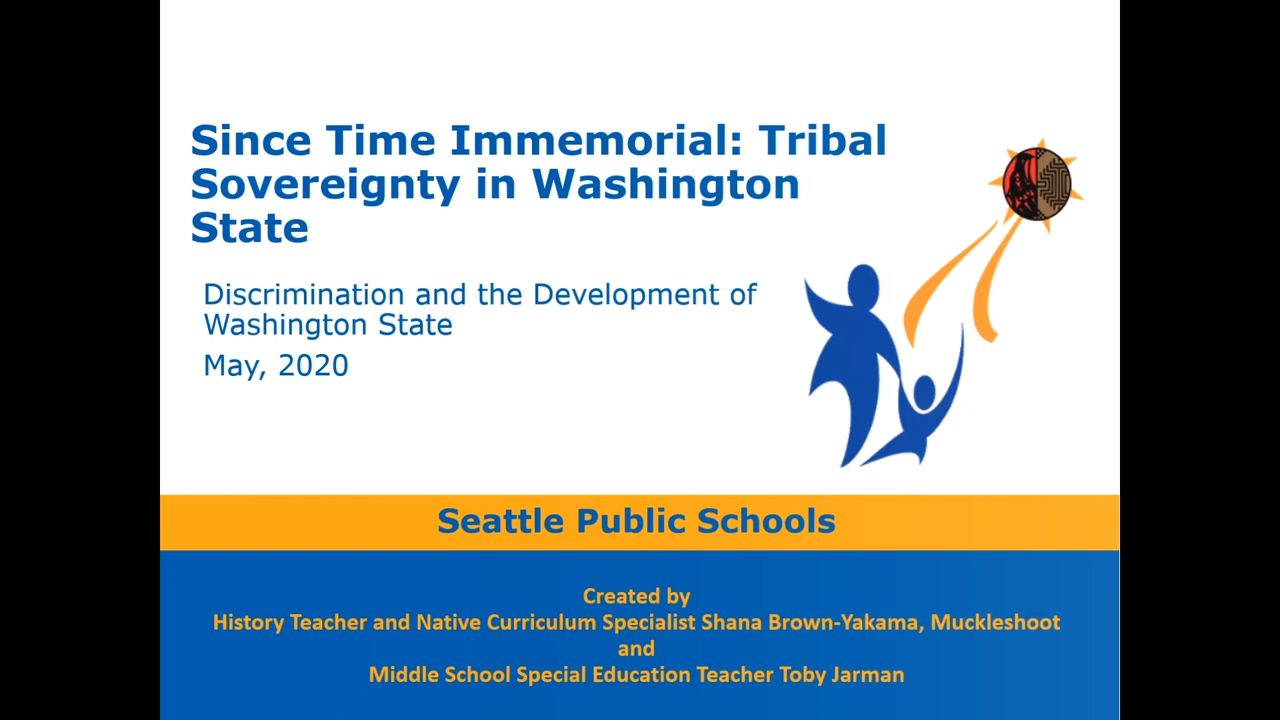 Since Time Immemorial: Tribal
Sovereignty in Washington
State
Discrimination and the Development of
Washington State
May, 2020
Seattle Public Schools
Created by
History Teacher and Native Curriculum Specialist Shana Brown-Yakama, Muckleshoot
and
Middle School Special Education Teacher Toby Jarman